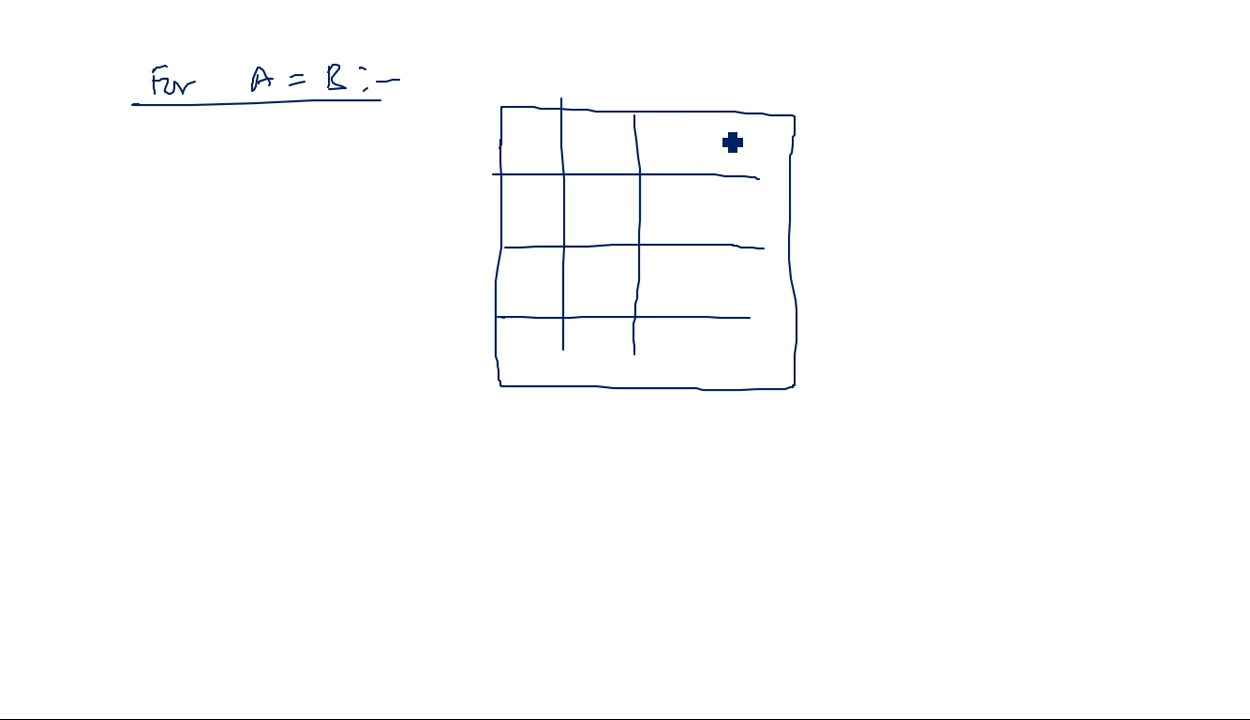 For A = B :-